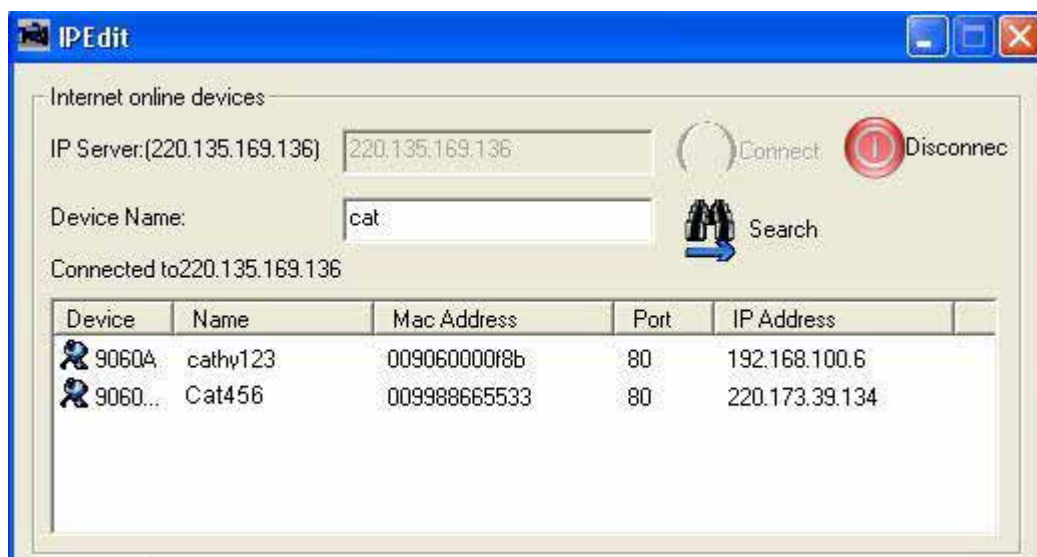 IPEdit
Internet online devices
IP Server:(220.135.169.136) 220.135.169.136 Connect Disconnec
Device Name: cat Search
Connected to220.135.169.136
Device Name Mac Address Port IP Address
9060A cathy123 009060000f8b 80 192.168.100.6
9060... Cat456 009988665533 80 220.173.39.134